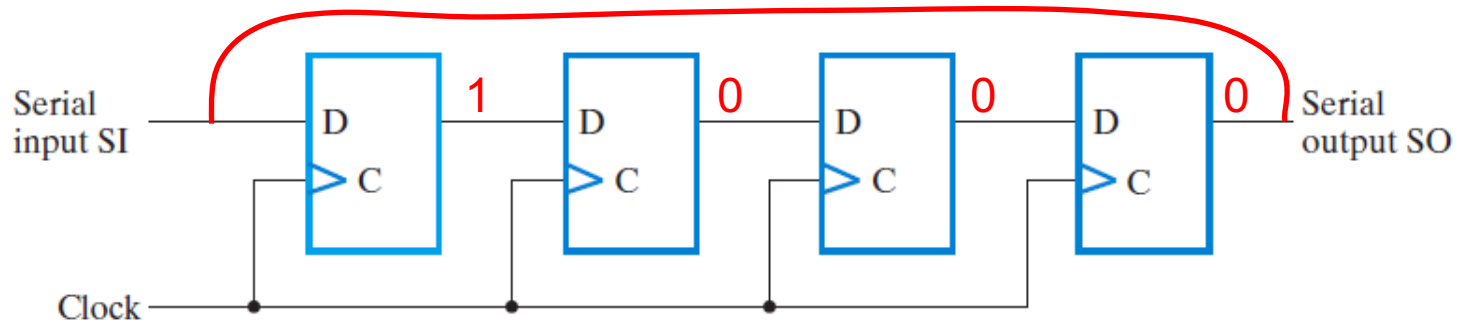 1 0 0 0
Serial
input SI
D C
D C
D C
D C
Serial
output SO
Clock